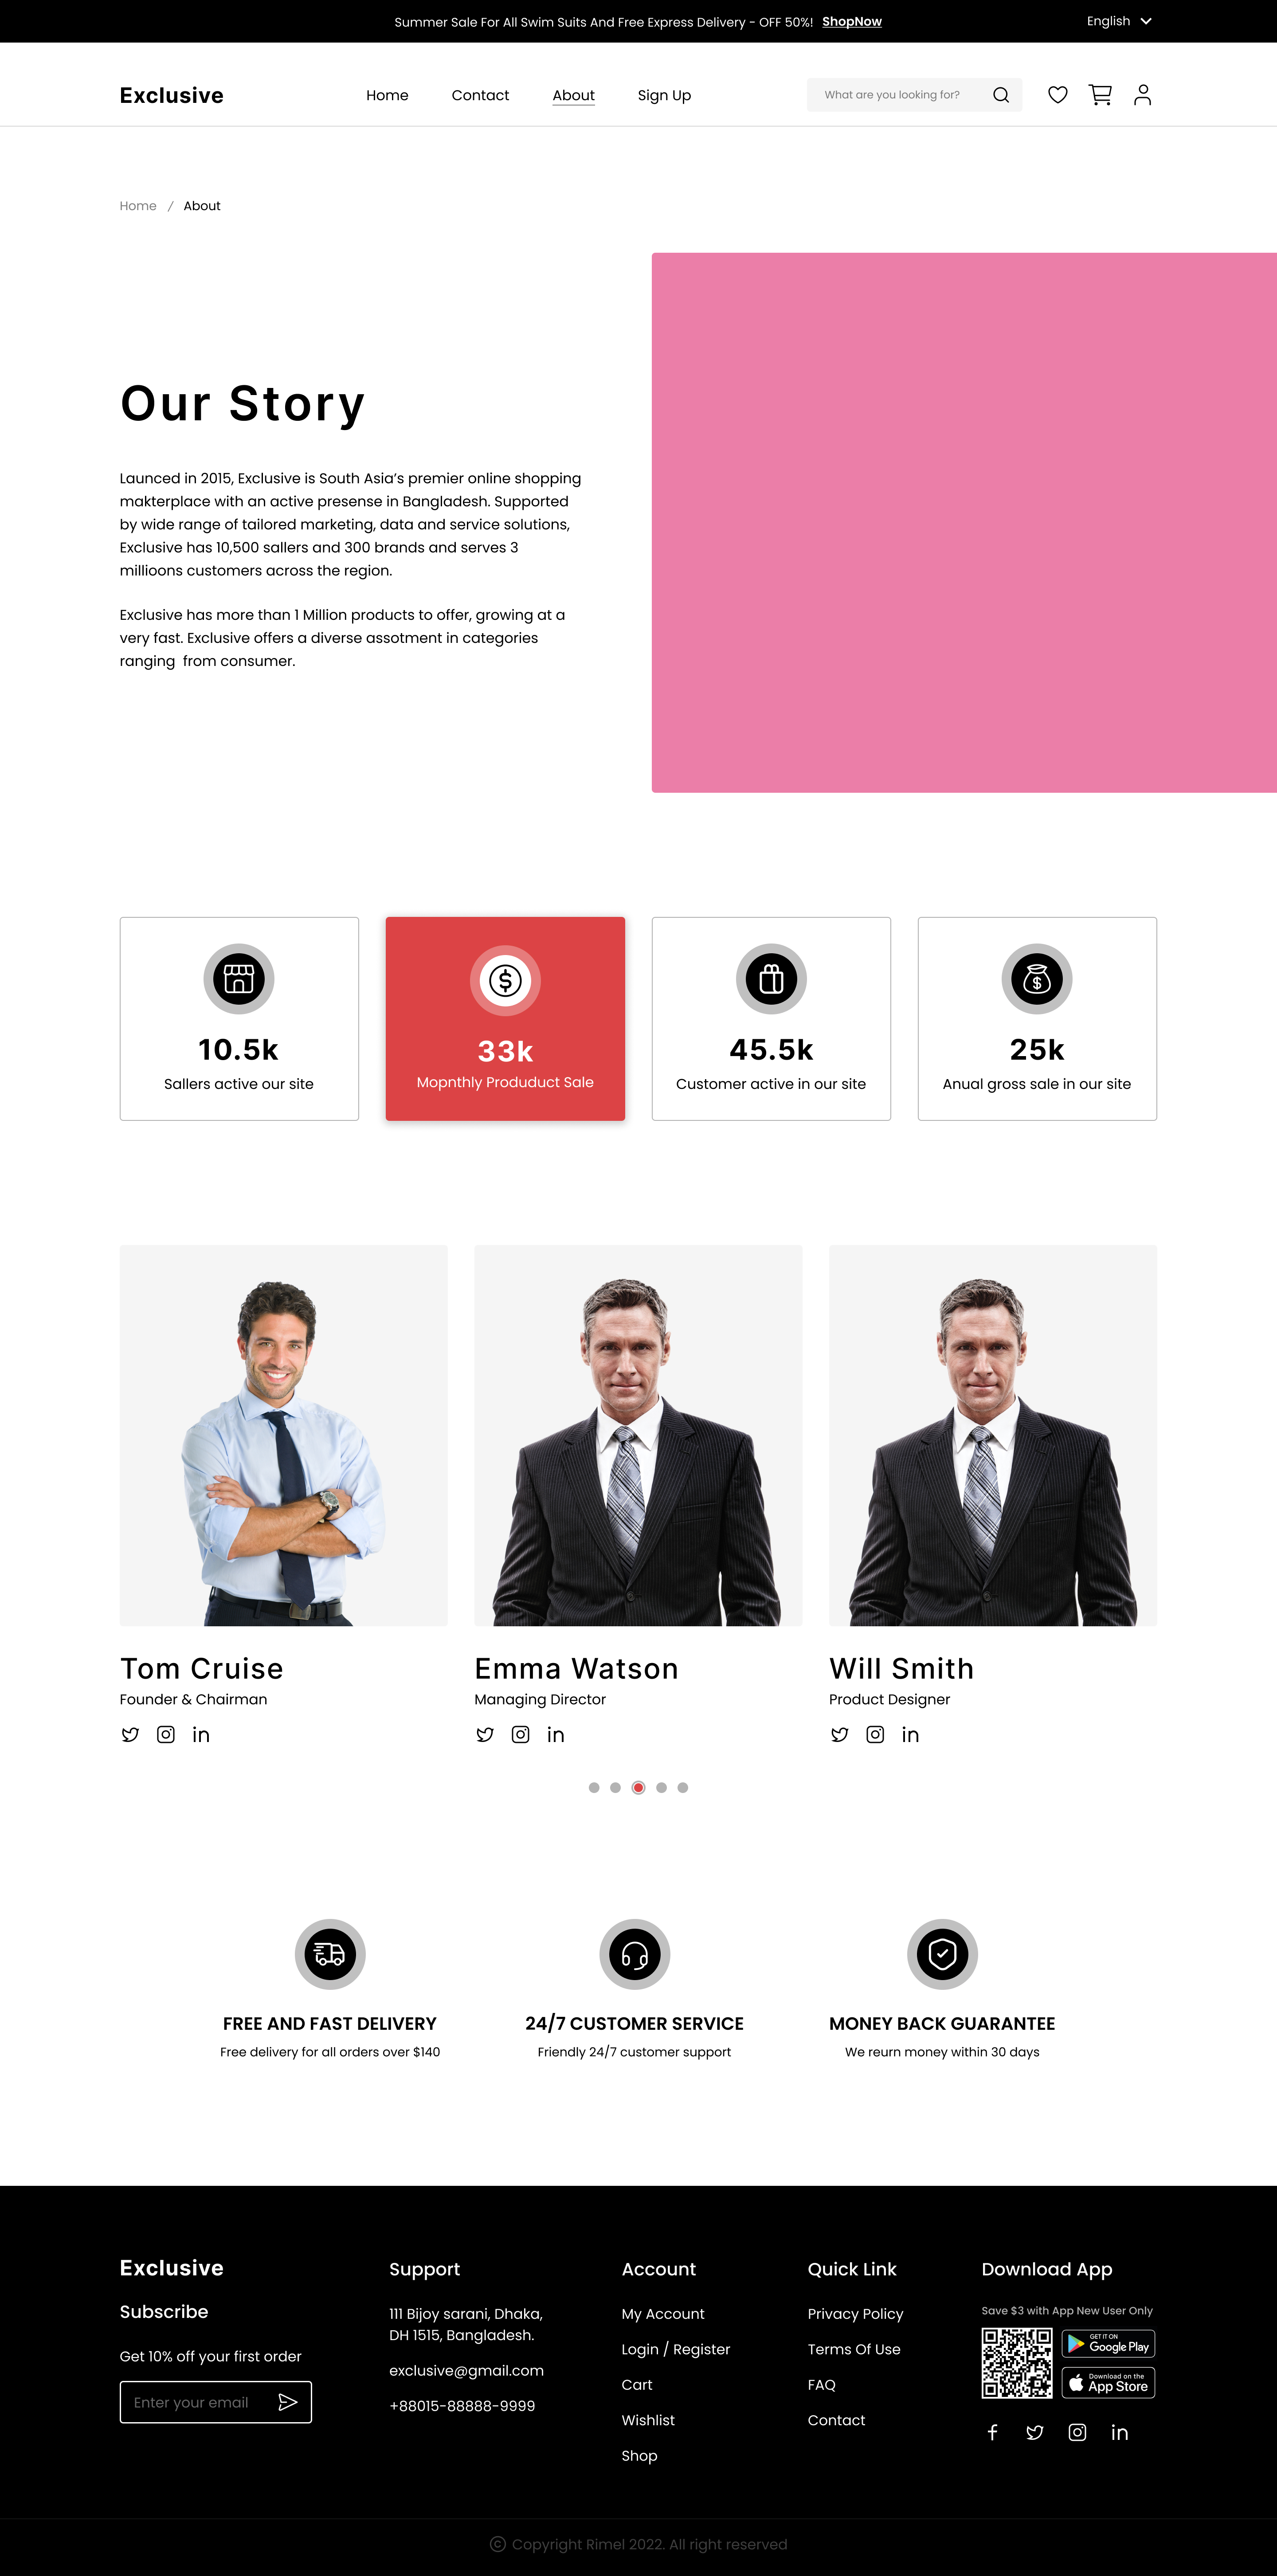 Summer Sale For All Swim Suits And Free Express Delivery - OFF 50%! ShopNow
English
Exclusive
Home
Contact
About
Sign Up
What are you looking for?
Home / About
Our Story
Launced in 2015, Exclusive is South Asia's premier online shopping
makterplace with an active presense in Bangladesh. Supported
by wide range of tailored marketing, data and service solutions,
Exclusive has 10,500 sallers and 300 brands and serves 3
millioons customers across the region.
Exclusive has more than 1 Million products to offer, growing at a
very fast. Exclusive offers a diverse assotment in categories
ranging  from consumer.
10.5k
Sallers active our site
33k
Mopnthly Produduct Sale
45.5k
Customer active in our site
25k
Anual gross sale in our site
Tom Cruise
Founder & Chairman
Emma Watson
Managing Director
Will Smith
Product Designer
FREE AND FAST DELIVERY
Free delivery for all orders over $140
24/7 CUSTOMER SERVICE
Friendly 24/7 customer support
MONEY BACK GUARANTEE
We reurn money within 30 days
Exclusive
Subscribe
Get 10% off your first order
Enter your email
Support
111 Bijoy sarani, Dhaka,
DH 1515, Bangladesh.
exclusive@gmail.com
+88015-88888-9999
Account
My Account
Login / Register
Cart
Wishlist
Shop
Quick Link
Privacy Policy
Terms Of Use
FAQ
Contact
Download App
Save $3 with App New User Only
GET IT ON
Google Play
Download on the
App Store
© Copyright Rimel 2022. All right reserved